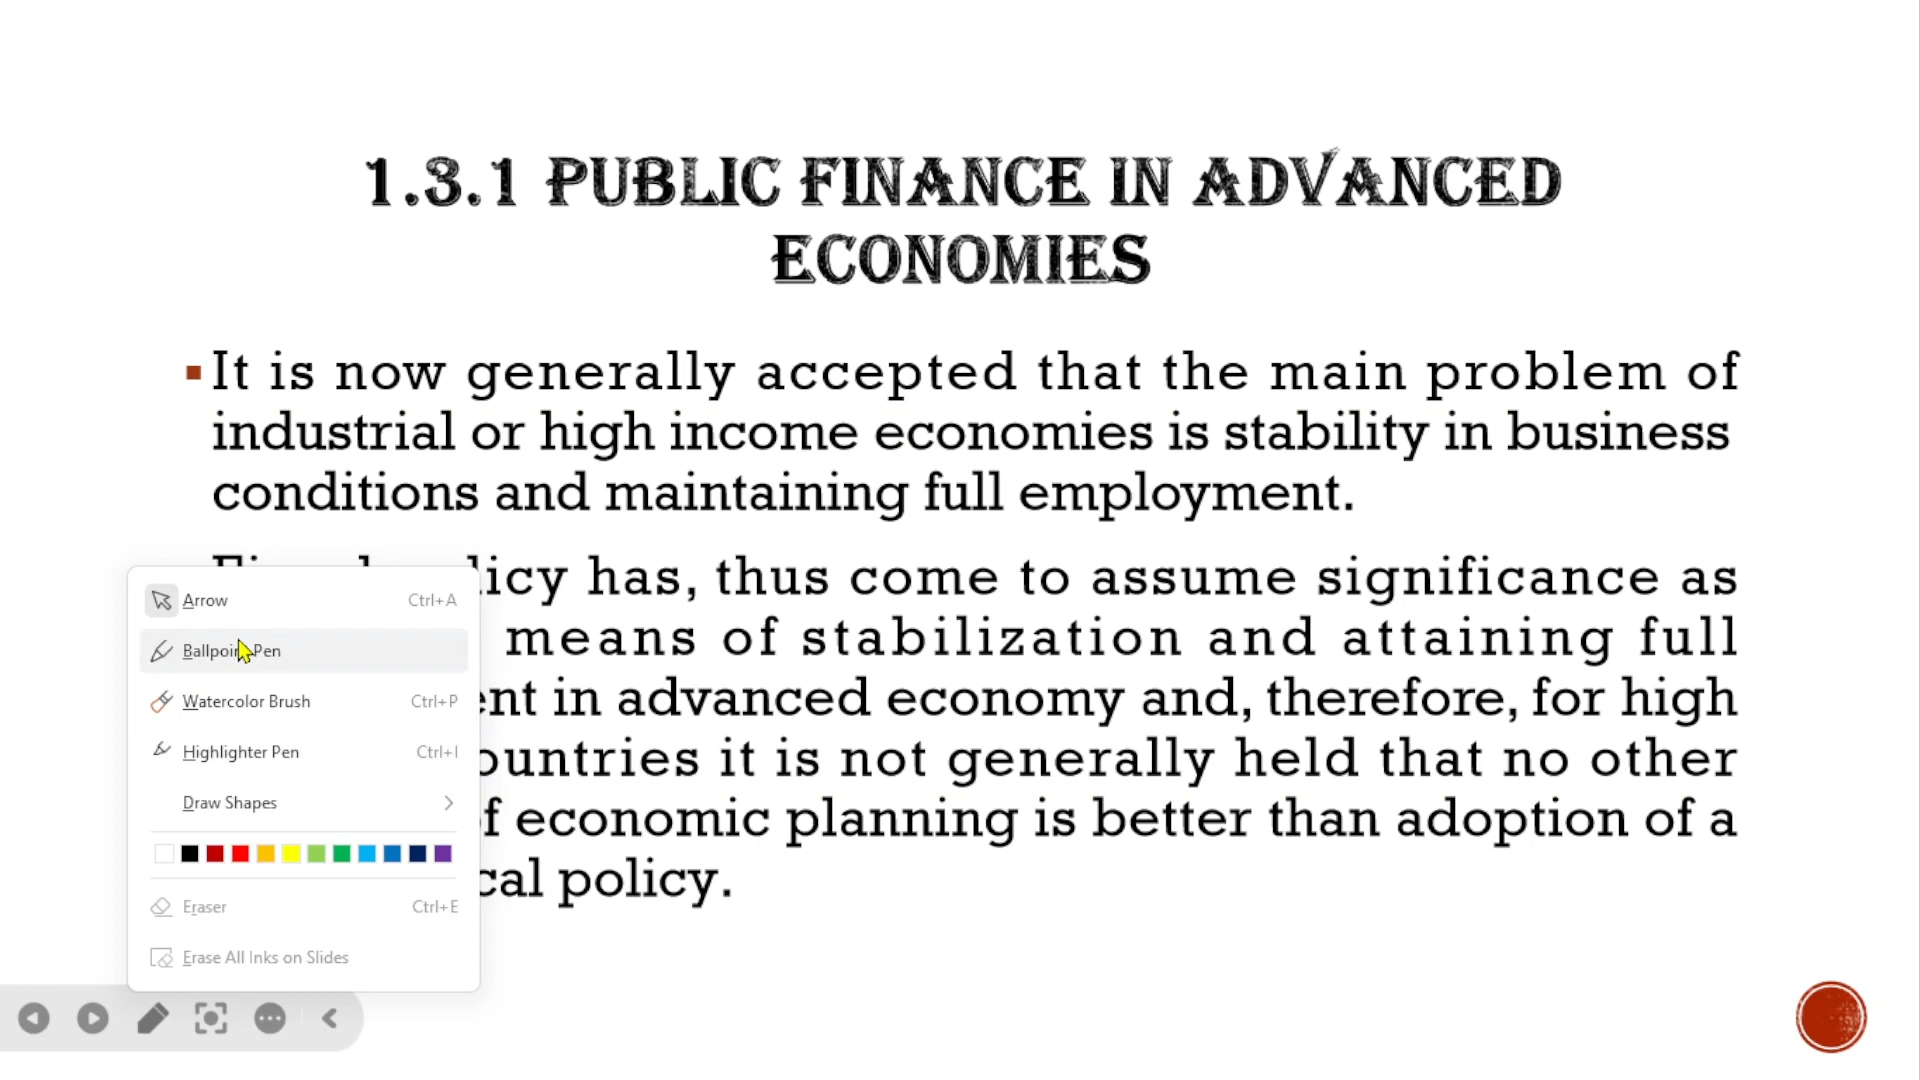 1.3.1 PUBLIC FINANCE IN ADVANCED
ECONOMIES
▪It is now generally accepted that the main problem of
industrial or high income economies is stability in business
conditions and maintaining full employment.
has, thus come to assume significance as
means of stabilization and attaining full
in advanced economy and, therefore, for high
it is not generally held that no other
economic planning is better than adoption of a
policy.
Arrow Ctrl+A
Ballpoint Pen
Watercolor Brush Ctrl+P
Highlighter Pen Ctrl+I
Draw Shapes
Eraser Ctrl+E
Erase All Inks on Slides